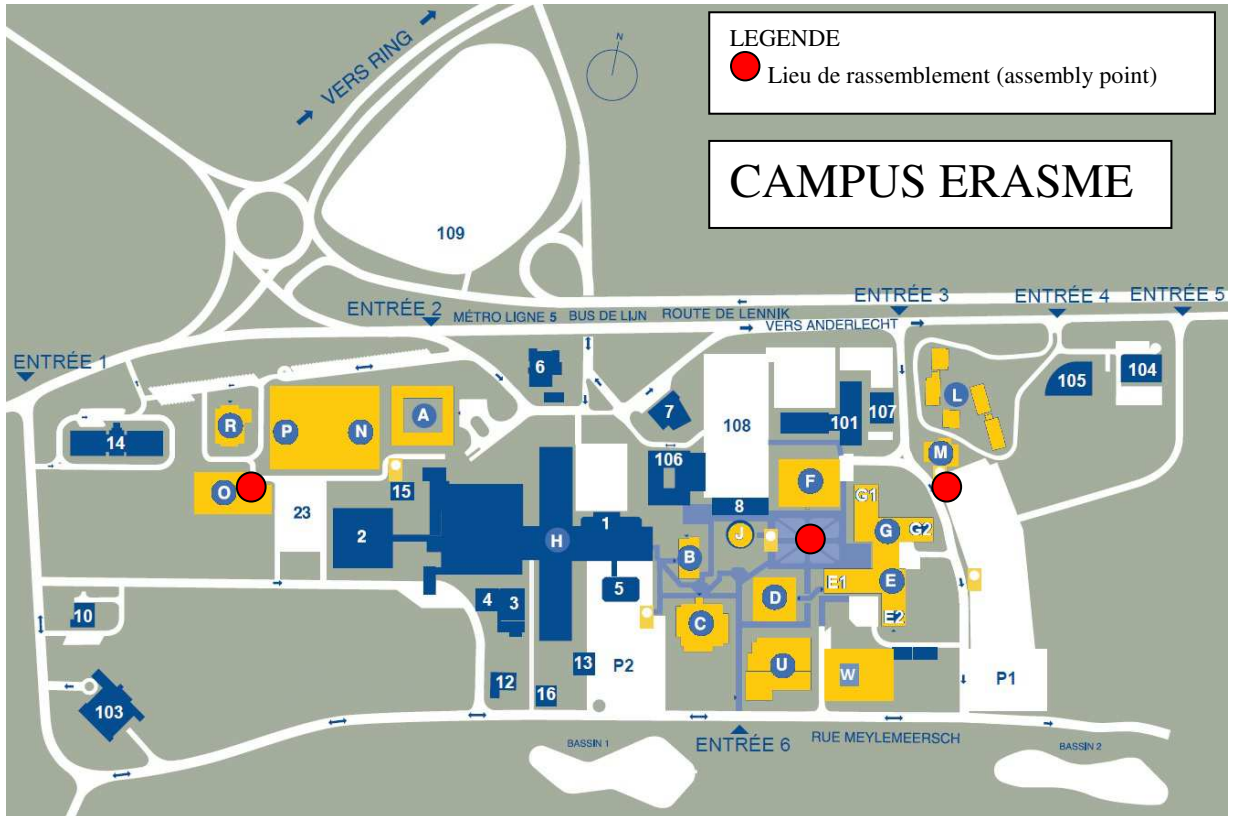 LEGENDE
Lieu de rassemblement (assembly point)
CAMPUS ERASME
N
VERS RING
109
ENTRÉE 1
ENTRÉE 2
MÉTRO LIGNE 5
BUS DE LIJN
ROUTE DE LENNIK
VERS ANDERLECHT
ENTRÉE 3
ENTRÉE 4
ENTRÉE 5
6
105
104
7
L
14
R
P
N
A
108
101
107
106
M
O
23
15
F
G1
8
G
G2
2
1
H
J
B
E1
E
E2
5
D
4
3
10
C
13
P2
U
W
P1
12
16
103
BASSIN 1
ENTRÉE 6
RUE MEYLEMEERSCH
BASSIN 2